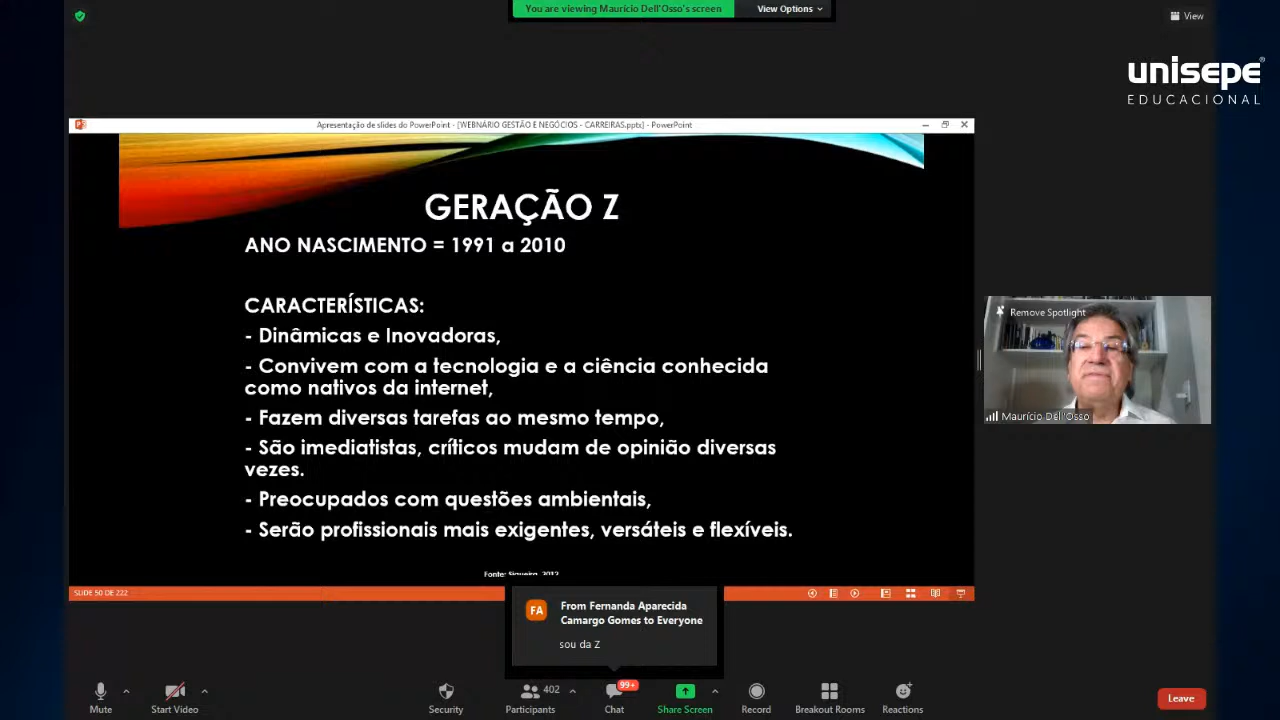 You are viewing Maurício Dell'Osso's screen
View Options
View
unisepe
EDUCACIONAL
Apresentação de slides do PowerPoint - [WEBNÁRIO GESTÃO E NEGÓCIOS - CARREIRAS.pptx] - PowerPoint
GERAÇÃO Z
ANO NASCIMENTO = 1991 a 2010
CARACTERÍSTICAS:
- Dinâmicas e Inovadoras,
- Convivem com a tecnologia e a ciência conhecida
como nativos da internet,
- Fazem diversas tarefas ao mesmo tempo,
- São imediatistas, críticos mudam de opinião diversas
vezes.
- Preocupados com questões ambientais,
- Serão profissionais mais exigentes, versáteis e flexíveis.
Fonte: Siqueira, 2012
SLIDE 50 DE 222
Remove Spotlight
Maurício Dell'Osso
FA
From Fernanda Aparecida
Camargo Gomes to Everyone
sou da Z
Mute
Start Video
Security
402
Participants
99+
Chat
Share Screen
Record
Breakout Rooms
Reactions
Leave